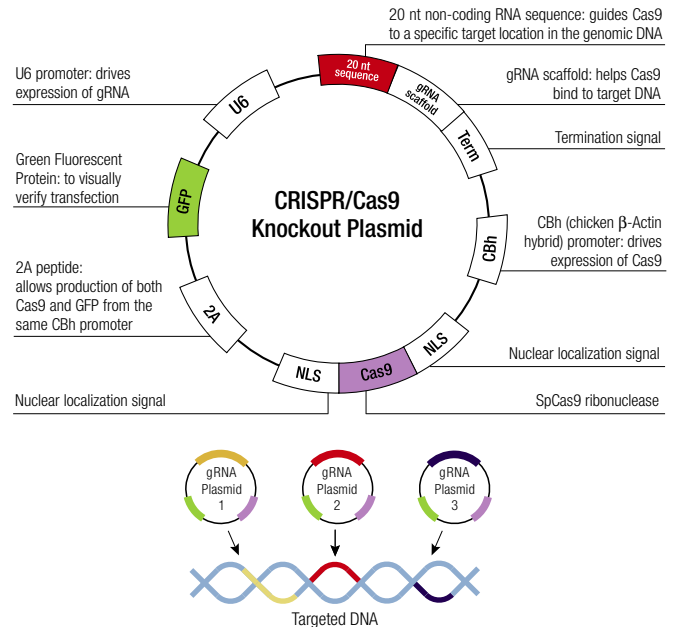 20 nt non-coding RNA sequence: guides Cas9
to a specific target location in the genomic DNA
U6 promoter: drives
expression of gRNA
gRNA scaffold: helps Cas9
bind to target DNA
Termination signal
Green Fluorescent
Protein: to visually
verify transfection
CBh (chicken β-Actin
hybrid) promoter: drives
expression of Cas9
2A peptide:
allows production of both
Cas9 and GFP from the
same CBh promoter
Nuclear localization signal
Nuclear localization signal
SpCas9 ribonuclease
CRISPR/Cas9
Knockout Plasmid
20 nt
sequence
gRNA
scaffold
Term
CBh
NLS
Cas9
NLS
2A
GFP
U6
gRNA
Plasmid
1
gRNA
Plasmid
2
gRNA
Plasmid
3
Targeted DNA